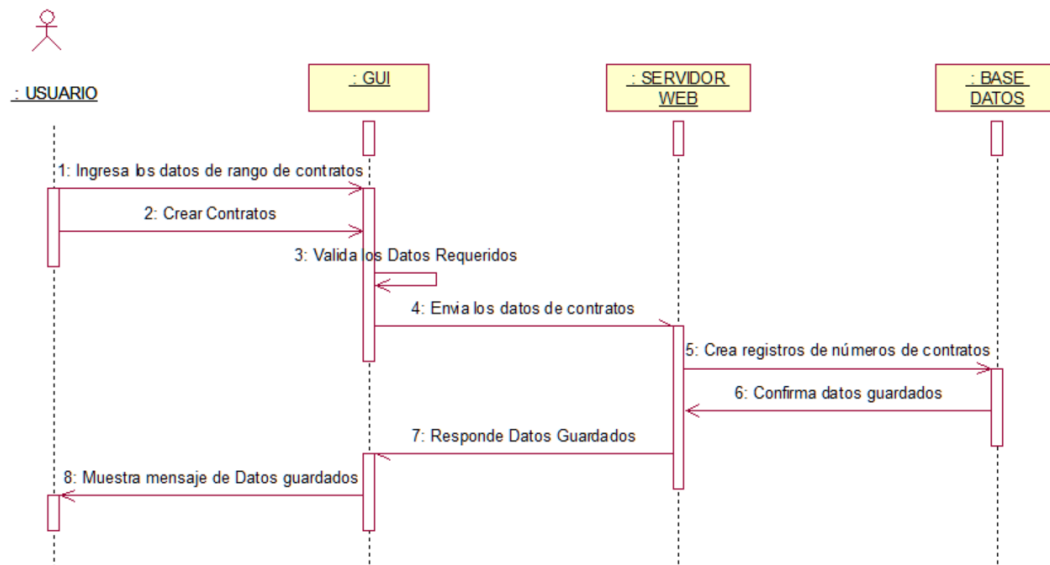 : USUARIO
: GUI
: SERVIDOR
WEB
: BASE
DATOS
1: Ingresa los datos de rango de contratos
2: Crear Contratos
3: Valida los Datos Requeridos
4: Envia los datos de contratos
5: Crea registros de números de contratos
6: Confirma datos guardados
7: Responde Datos Guardados
8: Muestra mensaje de Datos guardados